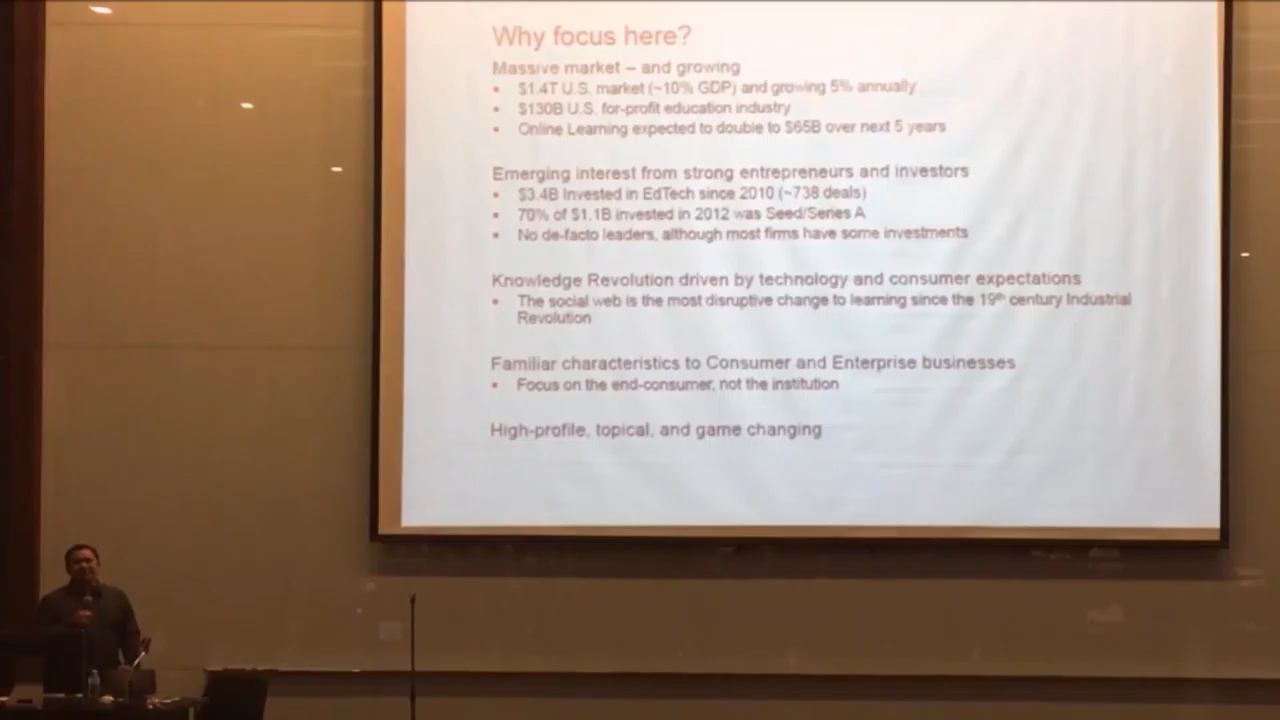 Why focus here?
Massive market – and growing
• $1.4T U.S. market (~10% GDP) and growing 5% annually
• $130B U.S. for-profit education industry
• Online Learning expected to double to $65B over next 5 years
Emerging interest from strong entrepreneurs and investors
• $3.4B Invested in EdTech since 2010 (~738 deals)
• 70% of $1.1B invested in 2012 was Seed/Series A
• No de-facto leaders, although most firms have some investments
Knowledge Revolution driven by technology and consumer expectations
• The social web is the most disruptive change to learning since the 19th century Industrial
Revolution
Familiar characteristics to Consumer and Enterprise businesses
• Focus on the end-consumer, not the institution
High-profile, topical, and game changing